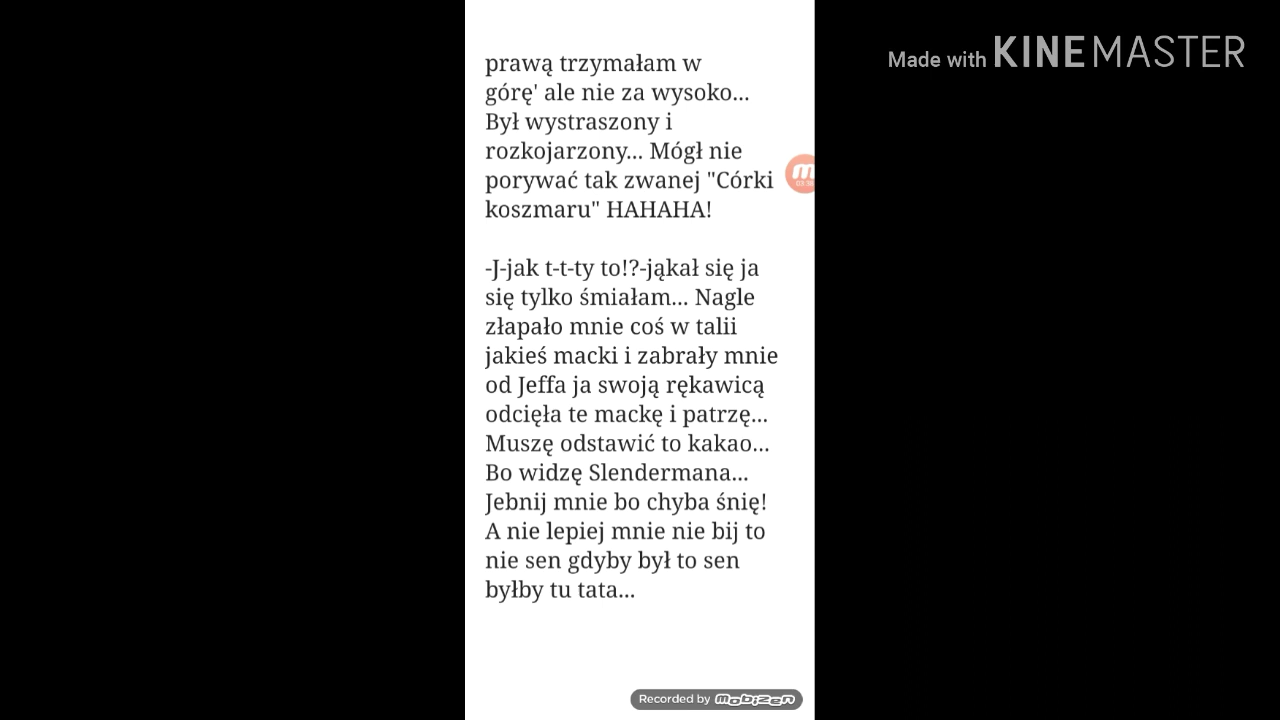 Made with KINEMASTER
prawą trzymałam w
górę' ale nie za wysoko...
Był wystraszony i
rozkojarzony... Mógł nie
porywać tak zwanej "Córki
koszmaru" HAHAHA!
-J-jak t-t-ty to!?-jąkał się ja
się tylko śmiałam... Nagle
złapało mnie coś w talii
jakieś macki i zabrały mnie
od Jeffa ja swoją rękawicą
odcięła te mackę i patrzę...
Muszę odstawić to kakao...
Bo widzę Slendermana...
Jebnij mnie bo chyba śnię!
A nie lepiej mnie nie bij to
nie sen gdyby był to sen
byłby tu tata...
Recorded by mobizen